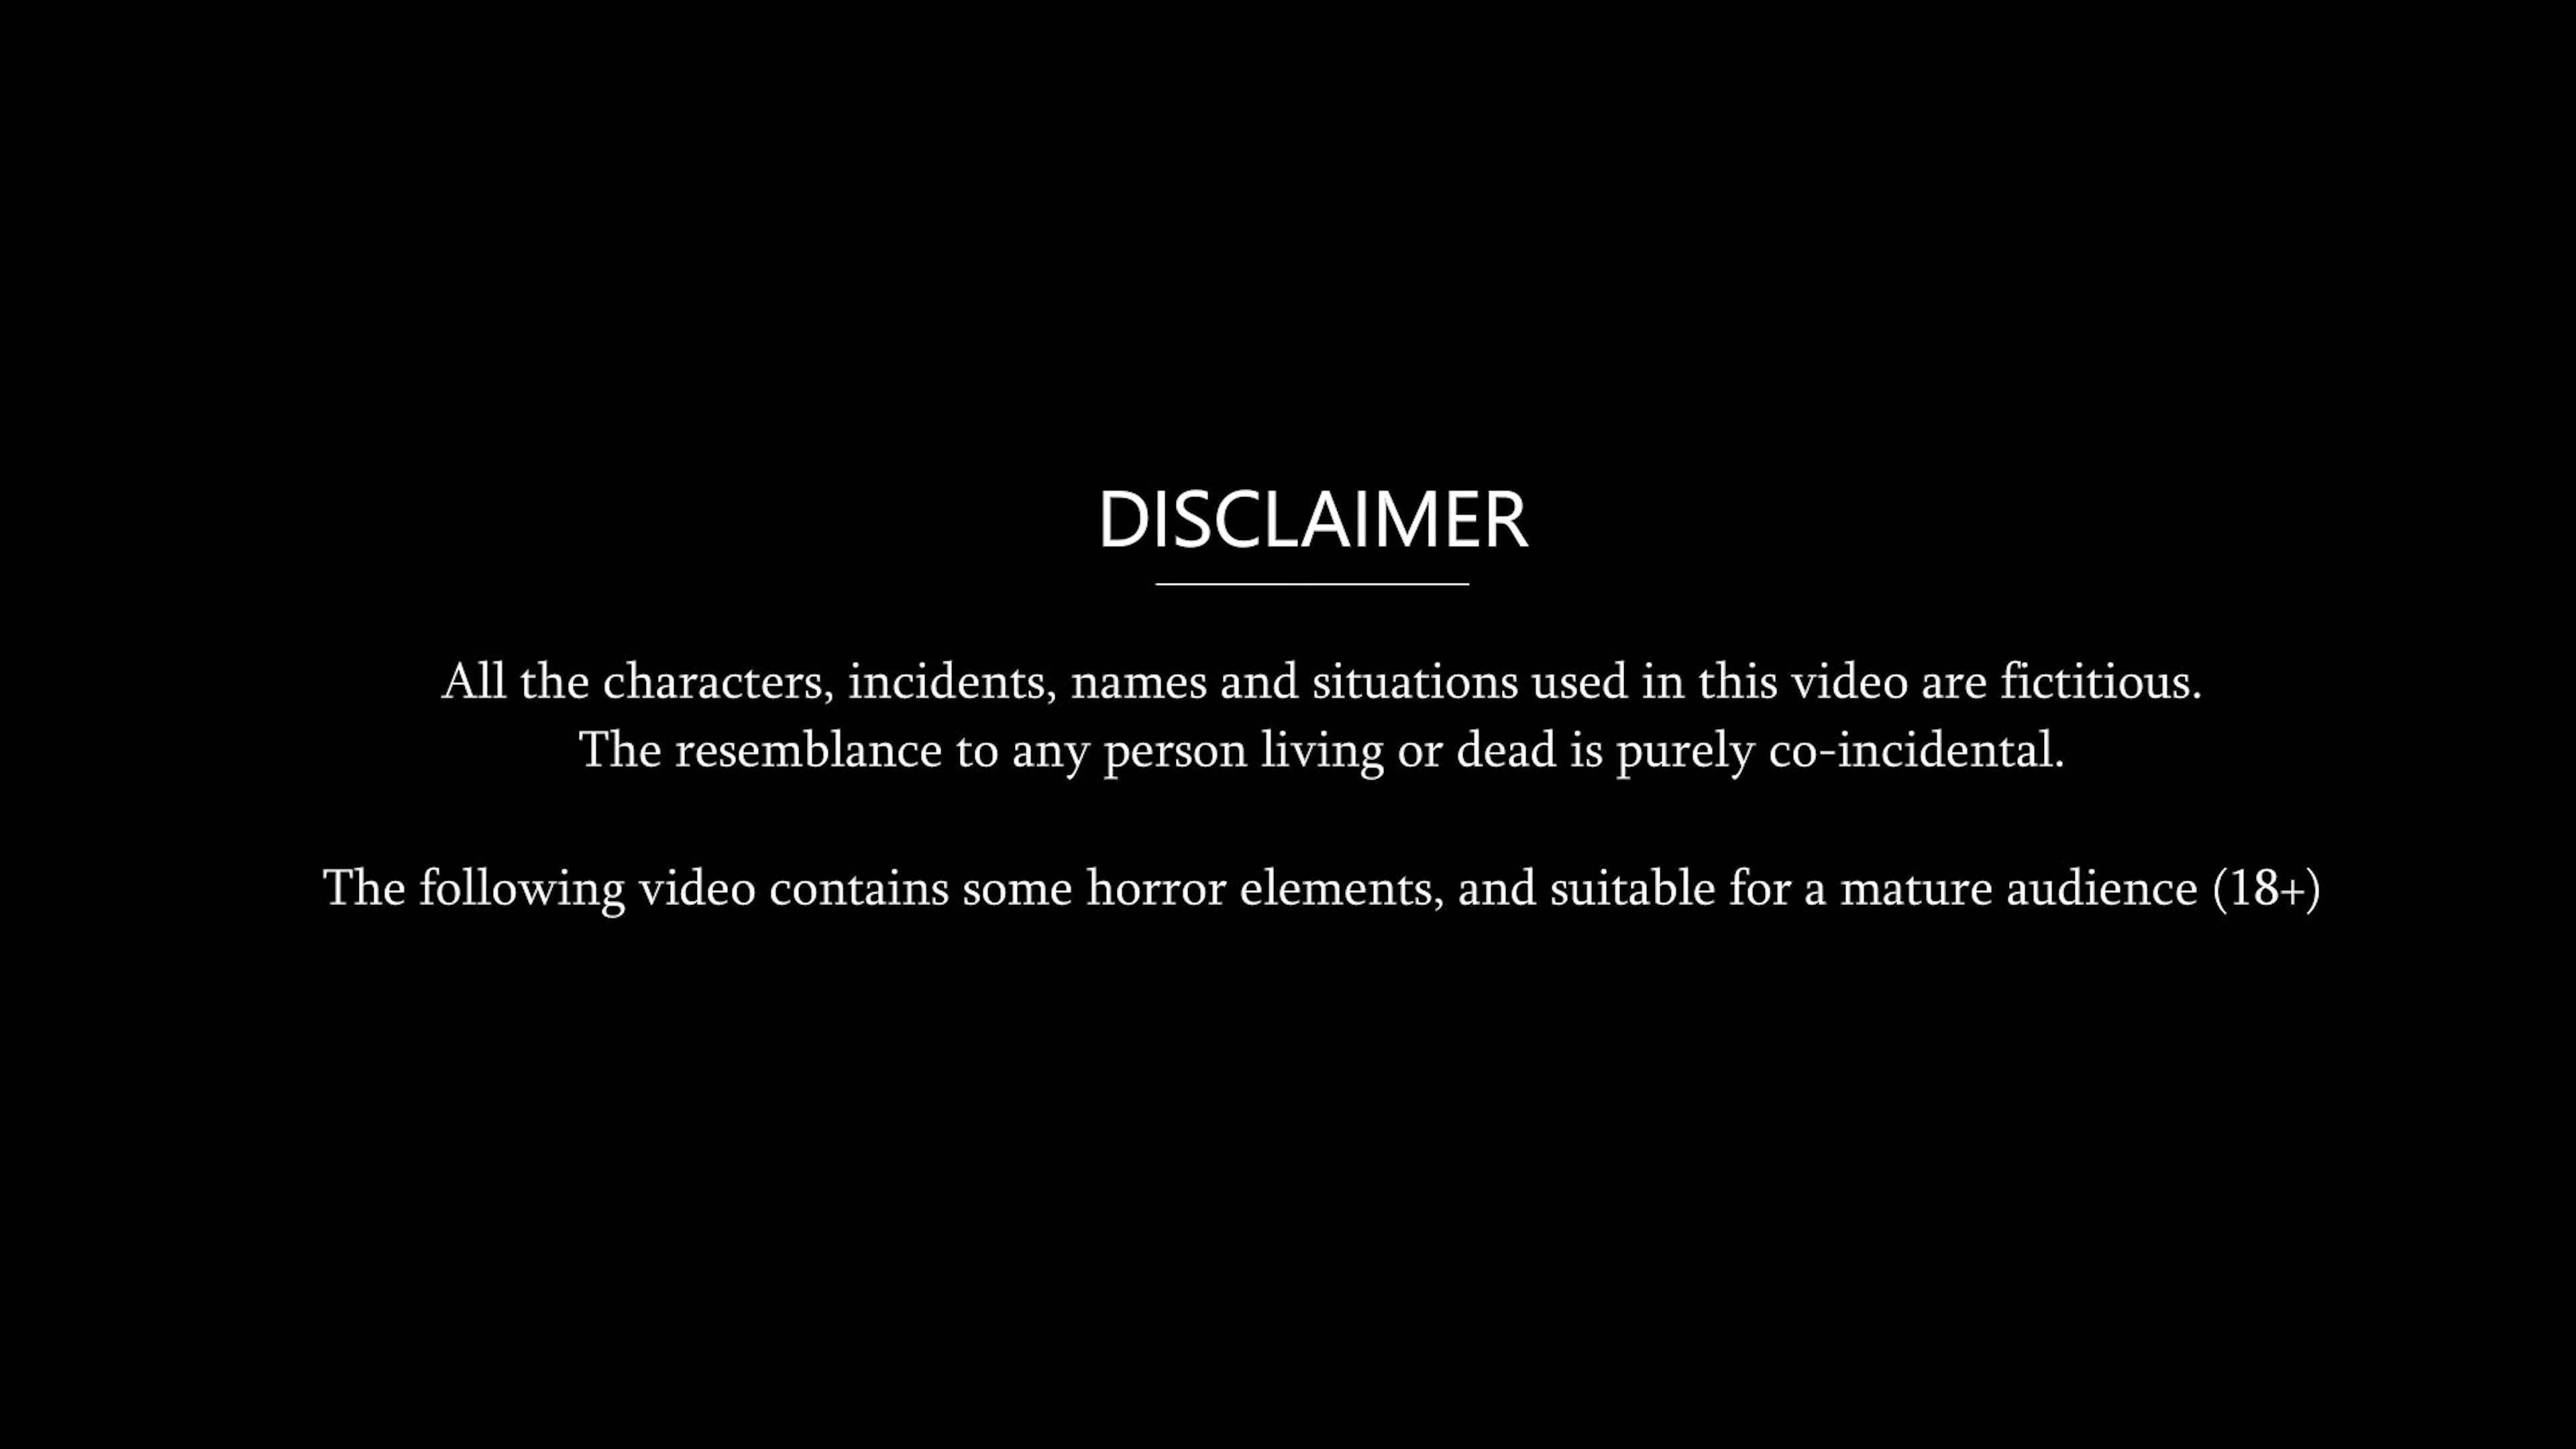 DISCLAIMER
All the characters, incidents, names and situations used in this video are fictitious.
The resemblance to any person living or dead is purely co-incidental.
The following video contains some horror elements, and suitable for a mature audience (18+)